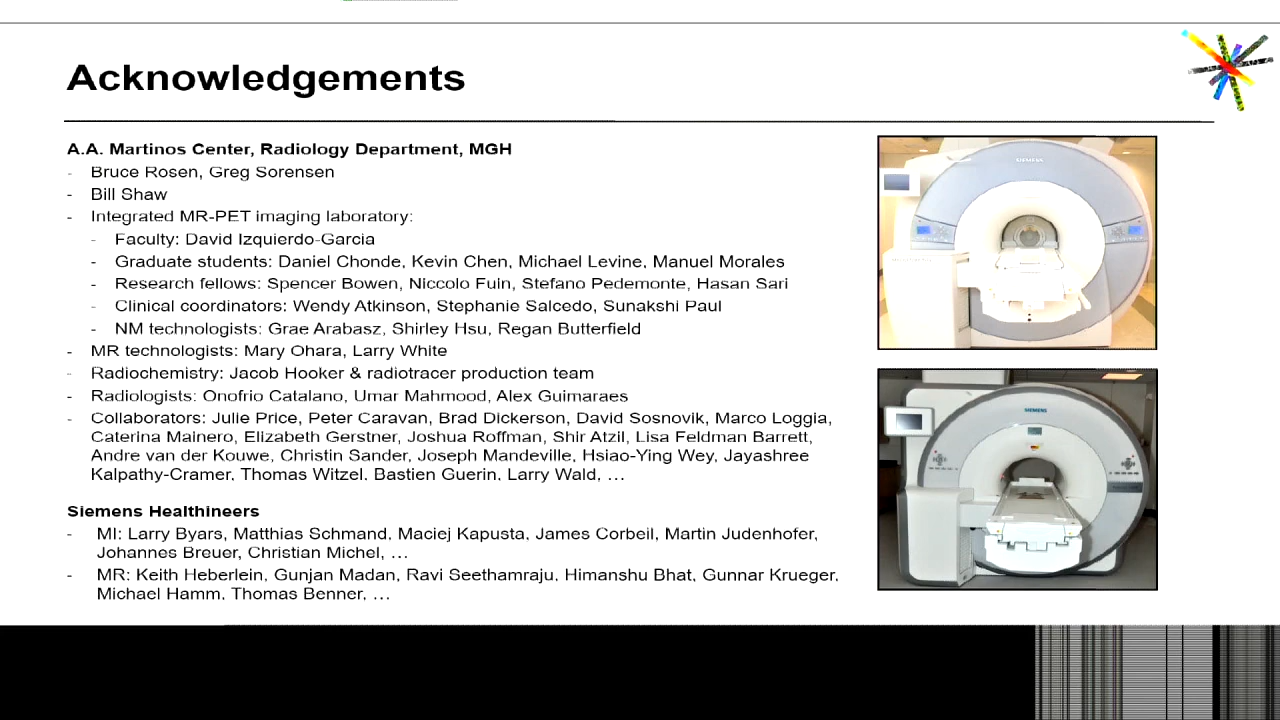 Acknowledgements
A.A. Martinos Center, Radiology Department, MGH
- Bruce Rosen, Greg Sorensen
- Bill Shaw
- Integrated MR-PET imaging laboratory:
- Faculty: David Izquierdo-Garcia
- Graduate students: Daniel Chonde, Kevin Chen, Michael Levine, Manuel Morales
- Research fellows: Spencer Bowen, Niccolo Fuin, Stefano Pedemonte, Hasan Sari
- Clinical coordinators: Wendy Atkinson, Stephanie Salcedo, Sunakshi Paul
- NM technologists: Grae Arabasz, Shirley Hsu, Regan Butterfield
- MR technologists: Mary Ohara, Larry White
- Radiochemistry: Jacob Hooker & radiotracer production team
- Radiologists: Onofrio Catalano, Umar Mahmood, Alex Guimaraes
- Collaborators: Julie Price, Peter Caravan, Brad Dickerson, David Sosnovik, Marco Loggia,
Caterina Mainero, Elizabeth Gerstner, Joshua Roffman, Shir Atzil, Lisa Feldman Barrett,
Andre van der Kouwe, Christin Sander, Joseph Mandeville, Hsiao-Ying Wey, Jayashree
Kalpathy-Cramer, Thomas Witzel, Bastien Guerin, Larry Wald, …
Siemens Healthineers
- MI: Larry Byars, Matthias Schmand, Maciej Kapusta, James Corbeil, Martin Judenhofer,
Johannes Breuer, Christian Michel, …
- MR: Keith Heberlein, Gunjan Madan, Ravi Seethamraju, Himanshu Bhat, Gunnar Krueger,
Michael Hamm, Thomas Benner, …
SIEMENS
SIEMENS